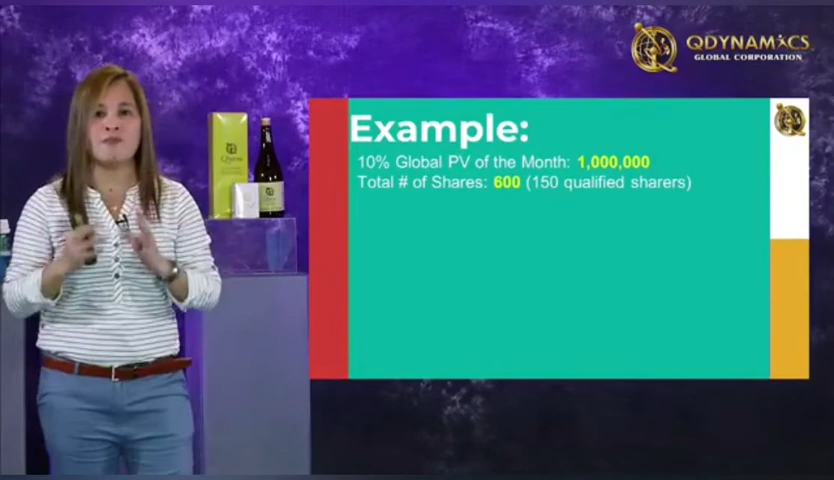 QDYNAMICS
GLOBAL CORPORATION
Example:
10% Global PV of the Month: 1,000,000
Total # of Shares: 600 (150 qualified sharers)